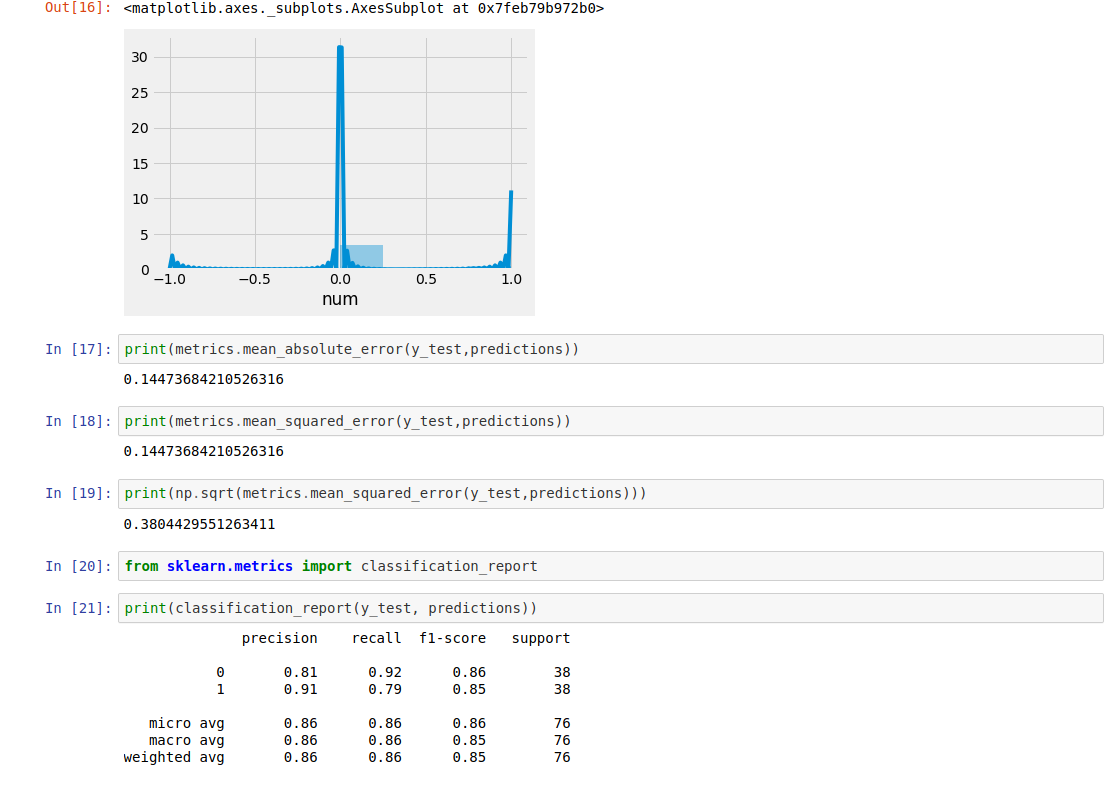 Out[16]: <matplotlib.axes._subplots.AxesSubplot at 0x7feb79b972b0>
30
25
20
15
10
5
0
−1.0 −0.5 0.0 0.5 1.0
num
In [17]: print(metrics.mean_absolute_error(y_test,predictions))
0.14473684210526316
In [18]: print(metrics.mean_squared_error(y_test,predictions))
0.14473684210526316
In [19]: print(np.sqrt(metrics.mean_squared_error(y_test,predictions)))
0.3804429551263411
In [20]: from sklearn.metrics import classification_report
In [21]: print(classification_report(y_test, predictions))
precision recall f1-score support
0 0.81 0.92 0.86 38
1 0.91 0.79 0.85 38
micro avg 0.86 0.86 0.86 76
macro avg 0.86 0.86 0.85 76
weighted avg 0.86 0.86 0.85 76